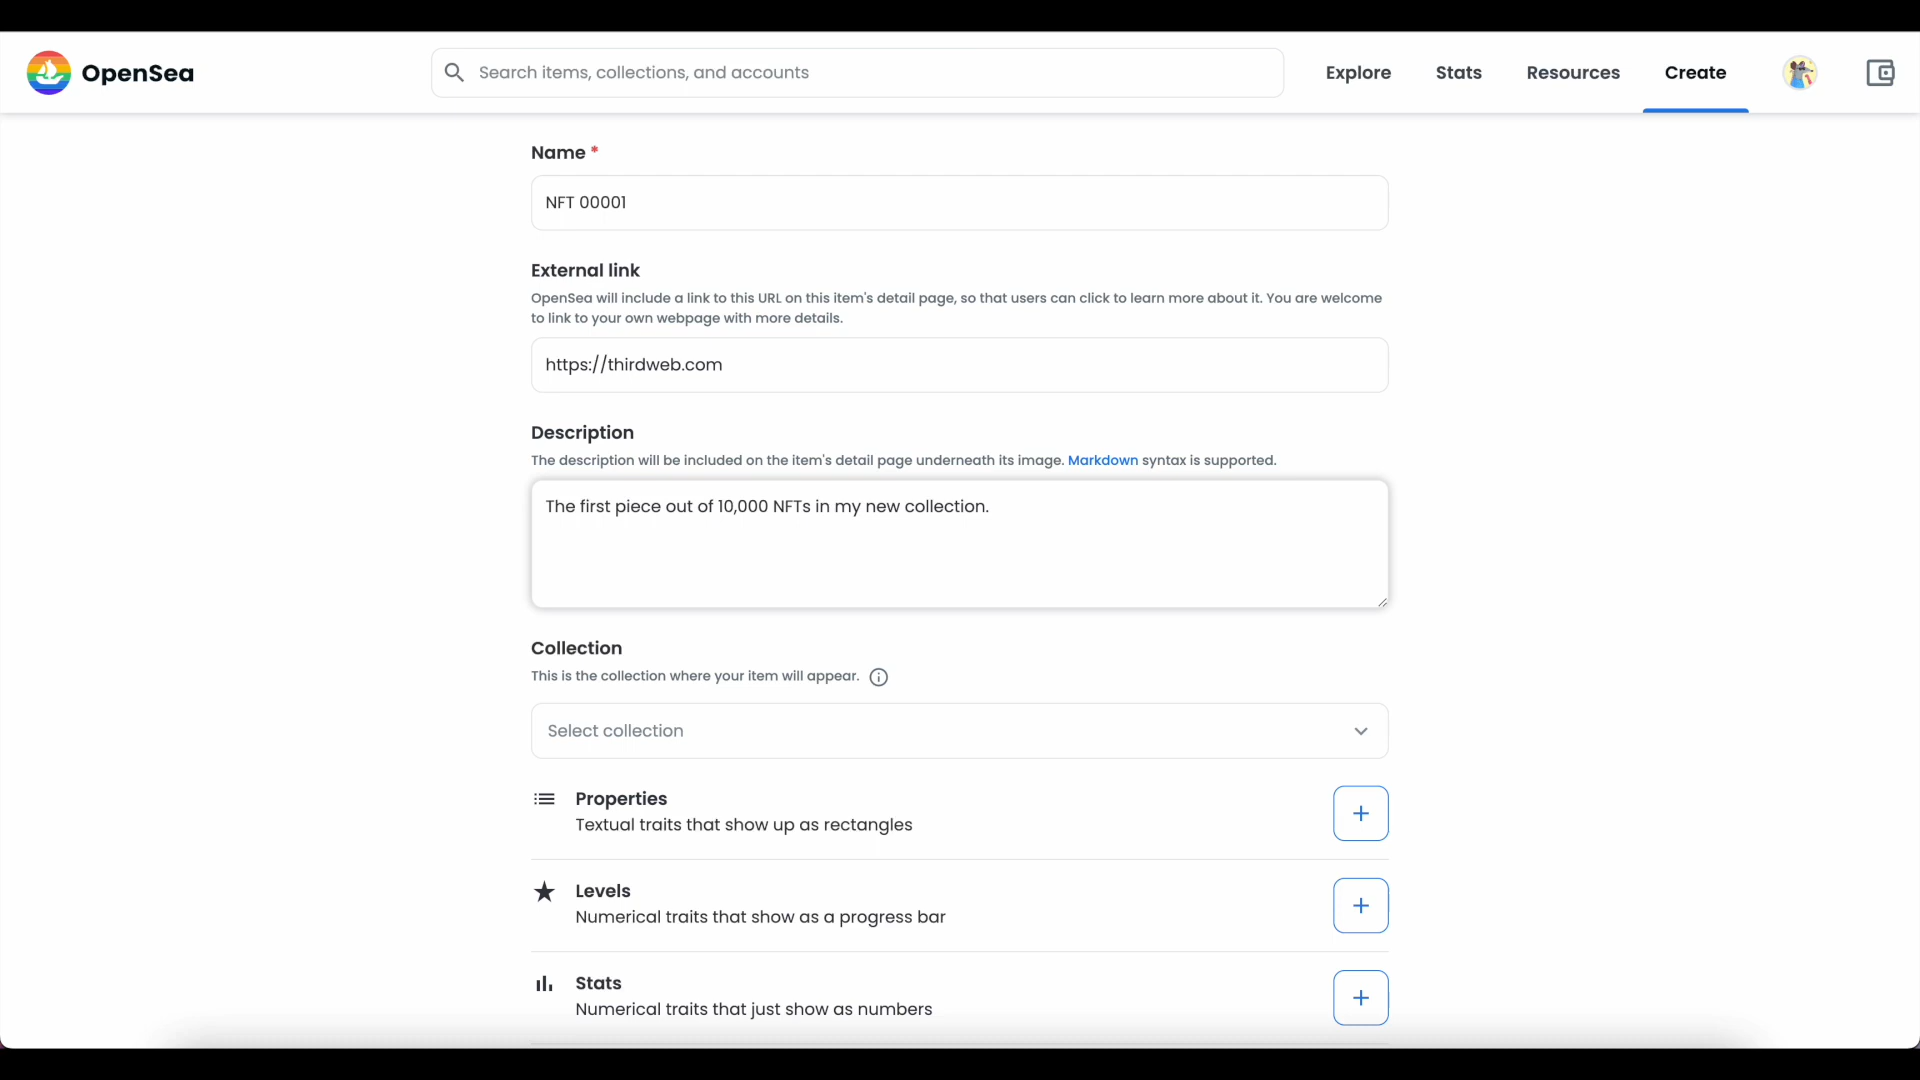 OpenSea
Search items, collections, and accounts
Explore
Stats
Resources
Create
Name *
NFT 00001
External link
OpenSea will include a link to this URL on this item's detail page, so that users can click to learn more about it. You are welcome
to link to your own webpage with more details.
https://thirdweb.com
Description
The description will be included on the item's detail page underneath its image. Markdown syntax is supported.
The first piece out of 10,000 NFTs in my new collection.
Collection
This is the collection where your item will appear.
Select collection
Properties
Textual traits that show up as rectangles
Levels
Numerical traits that show as a progress bar
Stats
Numerical traits that just show as numbers